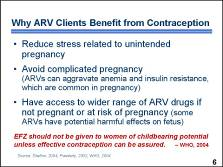 Why ARV Clients Benefit from Contraception
• Reduce stress related to unintended
pregnancy
• Avoid complicated pregnancy
(ARVs can aggravate anemia and insulin resistance,
which are common in pregnancy)
• Have access to wider range of ARV drugs if
not pregnant or at risk of pregnancy (some
ARVs have potential harmful effects on fetus)
EFZ should not be given to women of childbearing potential
unless effective contraception can be assured. – WHO, 2004
Source: 2004; 2002; WHO, 2004.
6